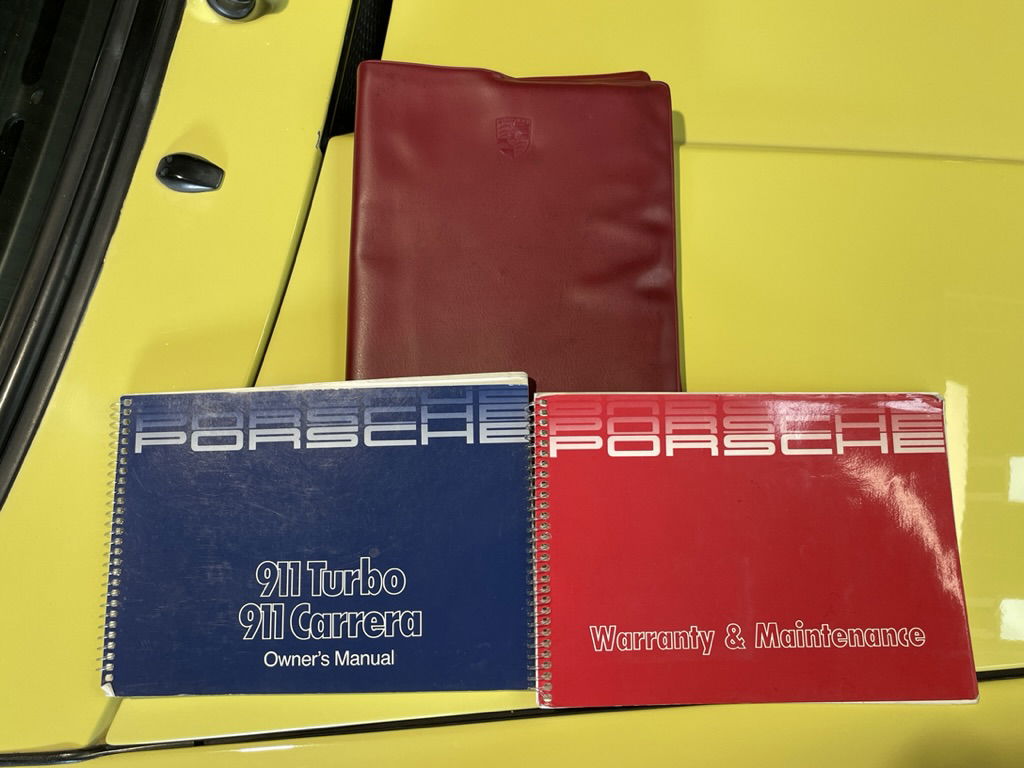 PORSCHE
911 Turbo
911 Carrera
Owner's Manual
PORSCHE
Warranty & Maintenance